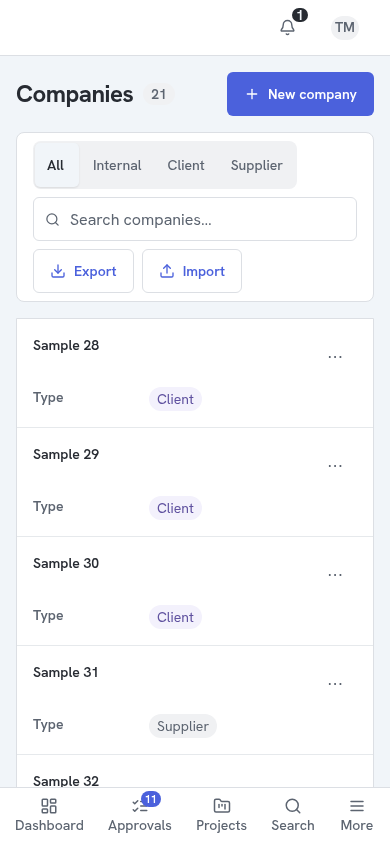 1
TM
Companies 21
New company
All Internal Client Supplier
Search companies...
Export Import
Sample 28
...
Type Client
Sample 29
...
Type Client
Sample 30
...
Type Client
Sample 31
...
Type Supplier
Sample 32
11
Dashboard Approvals Projects Search More